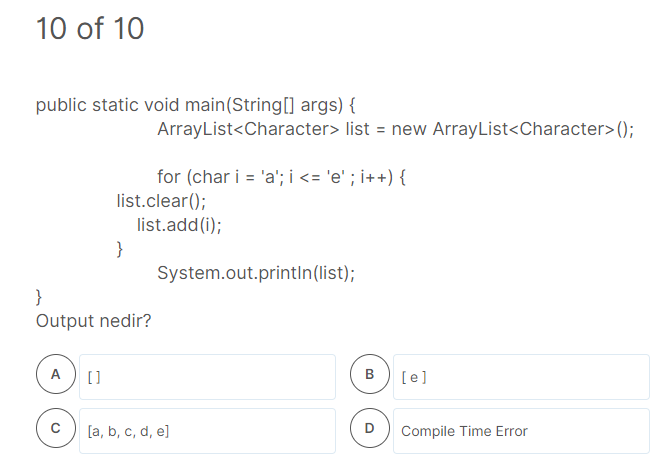 10 of 10
public static void main(String[] args) {
ArrayList<Character> list = new ArrayList<Character>();
for (char i = 'a'; i <= 'e' ; i++) {
list.clear();
list.add(i);
}
System.out.println(list);
}
Output nedir?
A [ ]
B [ e ]
C [a, b, c, d, e]
D Compile Time Error